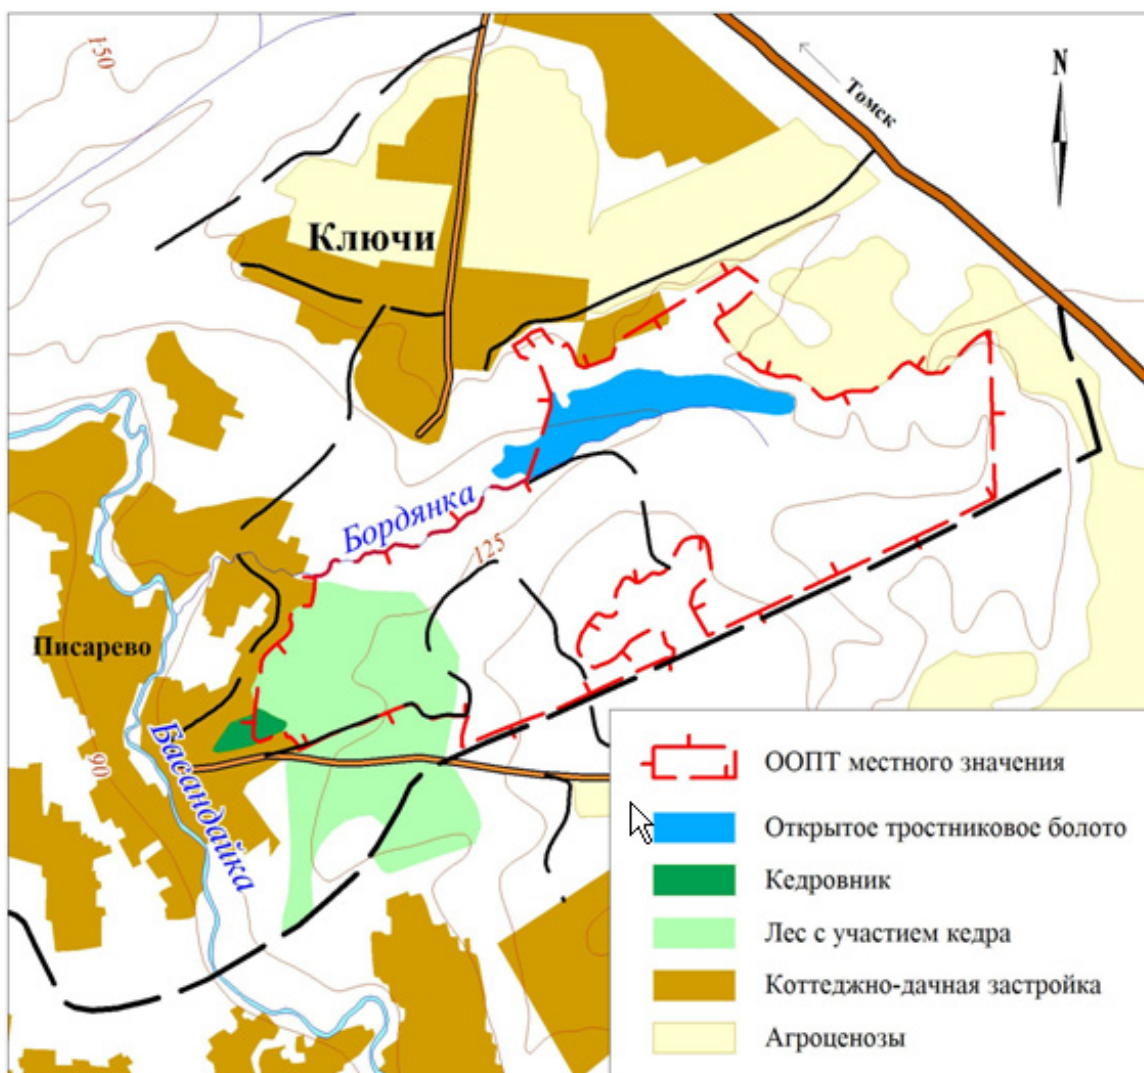 150
Томск
N
Ключи
Бордянка
125
Писарево
Басандайка
90
ООПТ местного значения
Открытое тростниковое болото
Кедровник
Лес с участием кедра
Коттеджно-дачная застройка
Агроценозы